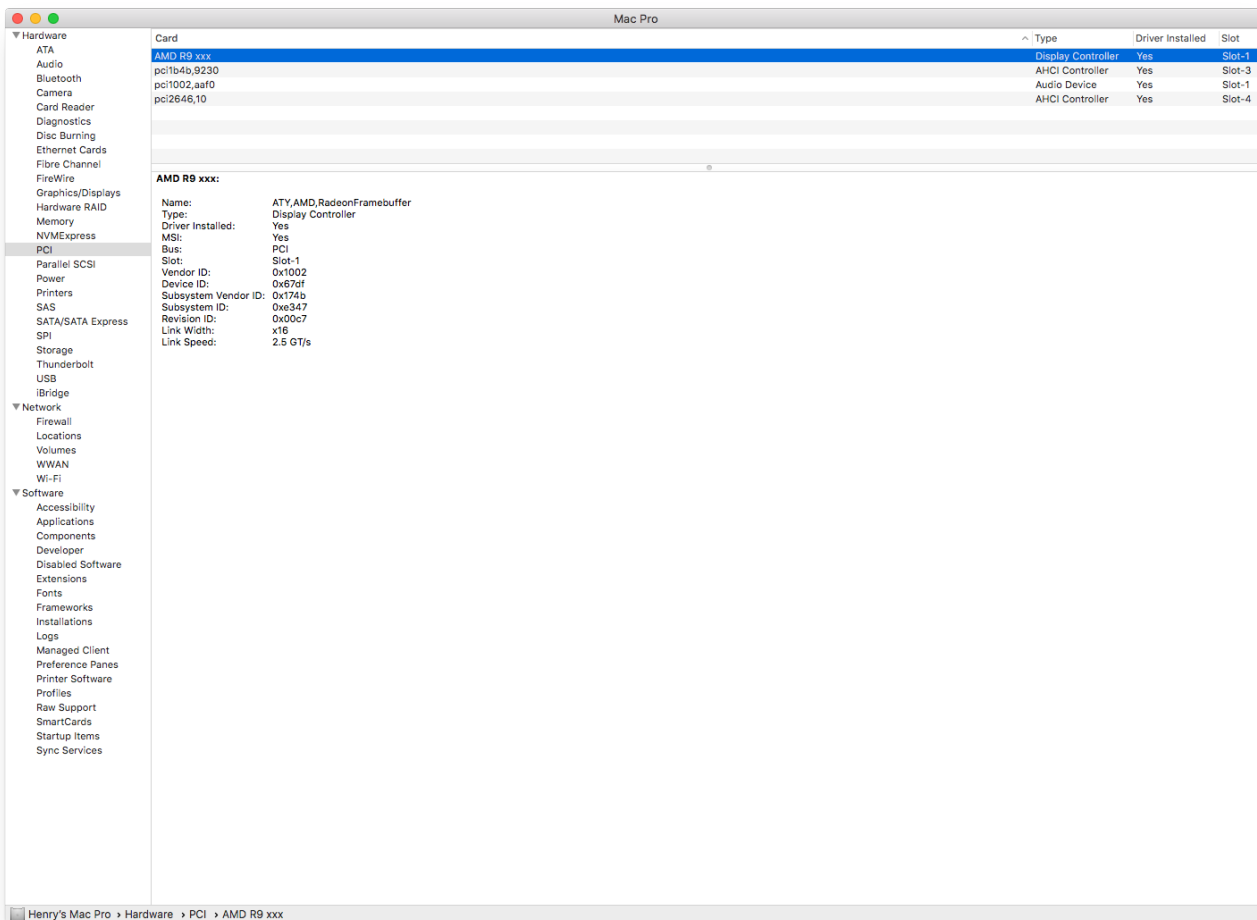 Mac Pro
Hardware
ATA
Audio
Bluetooth
Camera
Card Reader
Diagnostics
Disc Burning
Ethernet Cards
Fibre Channel
FireWire
Graphics/Displays
Hardware RAID
Memory
NVMExpress
PCI
Parallel SCSI
Power
Printers
SAS
SATA/SATA Express
SPI
Storage
Thunderbolt
USB
iBridge
Network
Firewall
Locations
Volumes
WWAN
Wi-Fi
Software
Accessibility
Applications
Components
Developer
Disabled Software
Extensions
Fonts
Frameworks
Installations
Logs
Managed Client
Preference Panes
Printer Software
Profiles
Raw Support
SmartCards
Startup Items
Sync Services
Card Type Driver Installed Slot
AMD R9 xxx Display Controller Yes Slot-1
pci1b4b,9230 AHCI Controller Yes Slot-3
pci1002,aaf0 Audio Device Yes Slot-1
pci2646,10 AHCI Controller Yes Slot-4
AMD R9 xxx:
Name: ATY,AMD,RadeonFramebuffer
Type: Display Controller
Driver Installed: Yes
MSI: Yes
Bus: PCI
Slot: Slot-1
Vendor ID: 0x1002
Device ID: 0x67df
Subsystem Vendor ID: 0x174b
Subsystem ID: 0xe347
Revision ID: 0x00c7
Link Width: x16
Link Speed: 2.5 GT/s
Henry's Mac Pro › Hardware › PCI › AMD R9 xxx